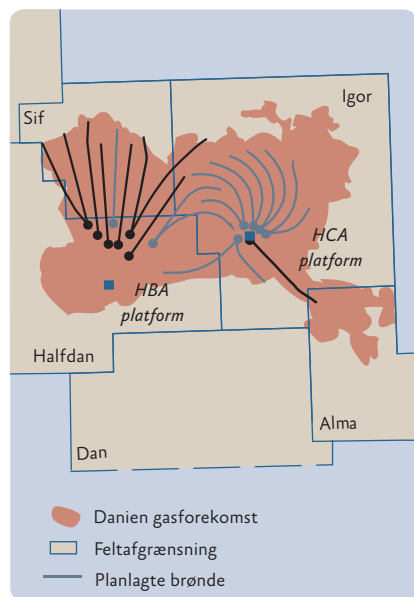 Igor
Sif
HCA
platform
HBA
platform
Halfdan
Alma
Dan
Danien gasforekomst
Feltafgrænsning
Planlagte brønde